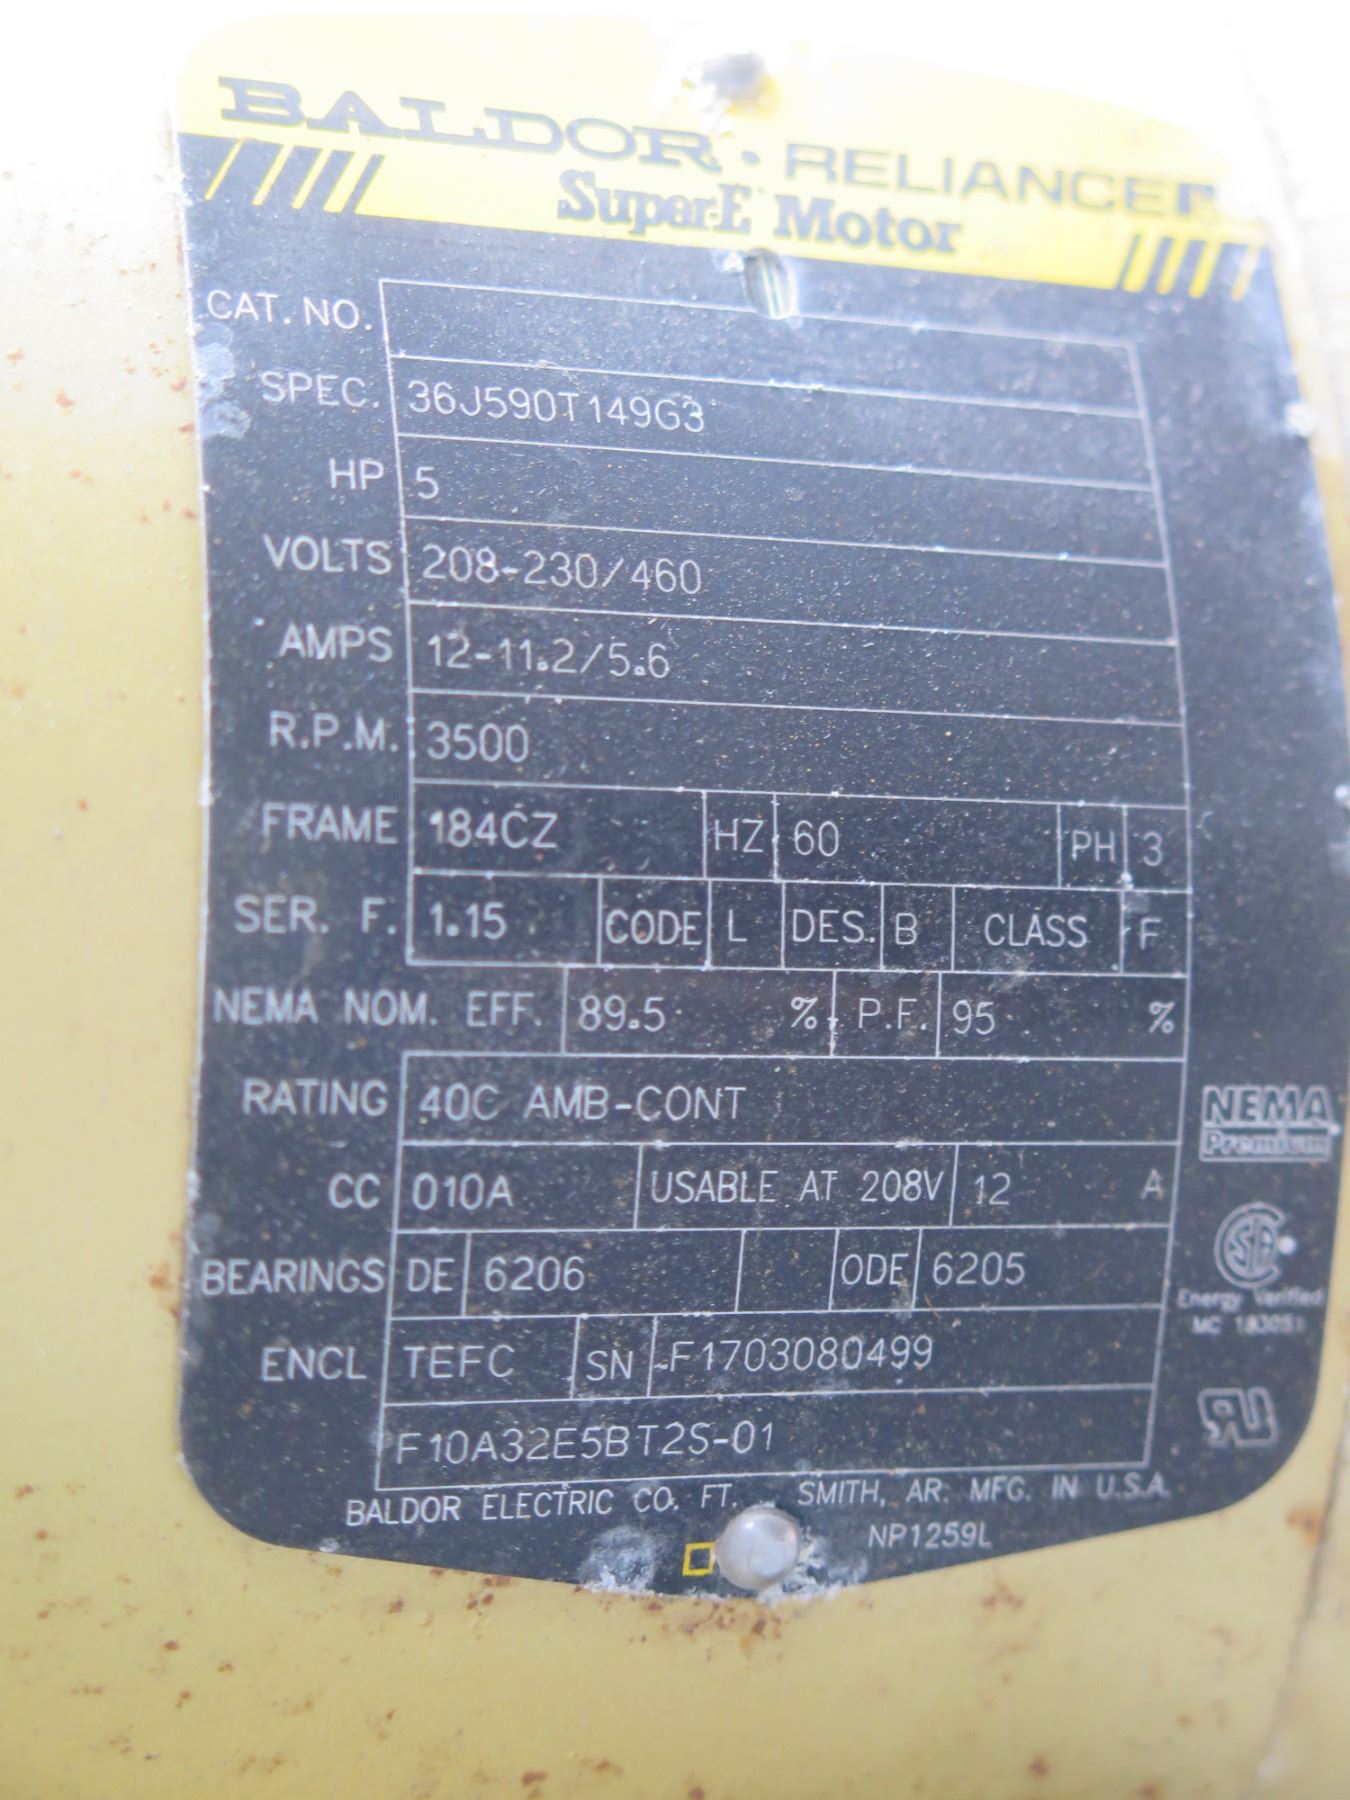 BALDOR · RELIANCE
Super-E Motor
CAT. NO.
SPEC. 36J590T149G3
HP 5
VOLTS 208-230/460
AMPS 12-11.2/5.6
R.P.M. 3500
FRAME 184CZ HZ 60 PH 3
SER. F. 1.15 CODE L DES. B CLASS F
NEMA NOM. EFF. 89.5 % P.F. 95 %
RATING 40C AMB-CONT
CC 010A USABLE AT 208V 12 A
BEARINGS DE 6206 ODE 6205
ENCL TEFC SN F1703080499
F10A32E5BT2S-01
BALDOR ELECTRIC CO. FT. SMITH, AR. MFG. IN U.S.A.
NP1259L
NEMA
Premium
SA
Energy Verified
MC